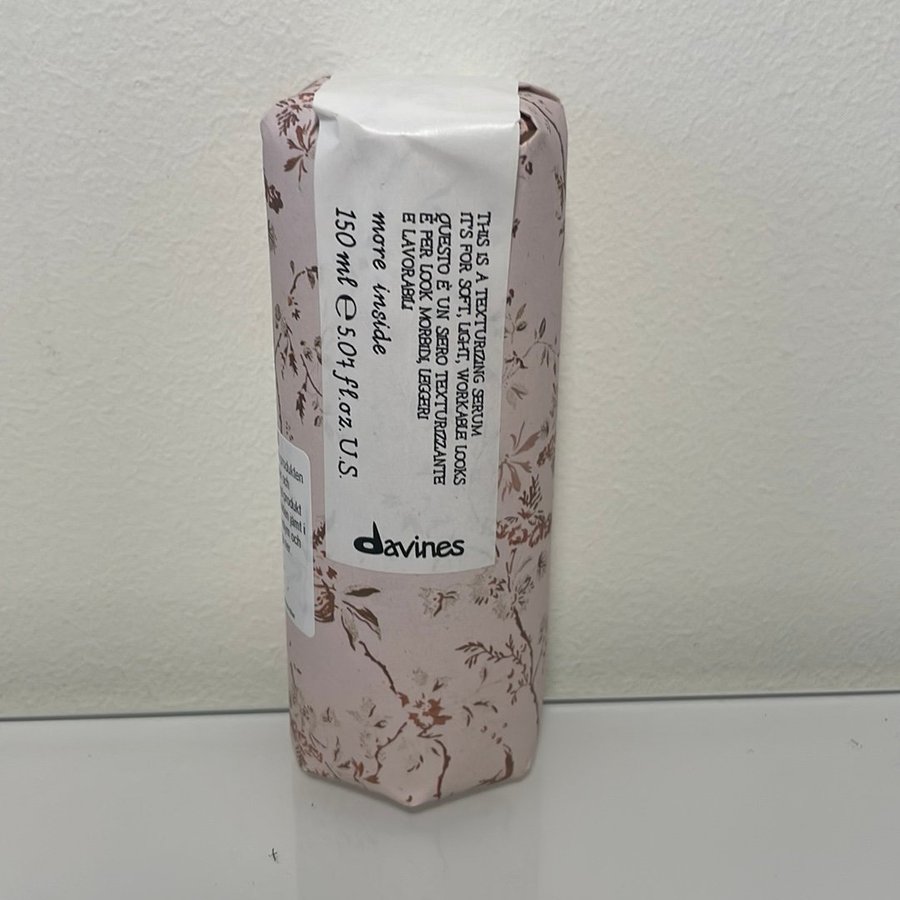 THIS IS A TEXTURIZING SERUM
IT'S FOR SOFT, LIGHT, WORKABLE LOOKS
QUESTO È UN SIERO TEXTURIZZANTE
È PER LOOK MORBIDI, LEGGERI
E LAVORABILI
more inside
150 ml ℮ 5.07 fl.oz. U.S.
davines
och